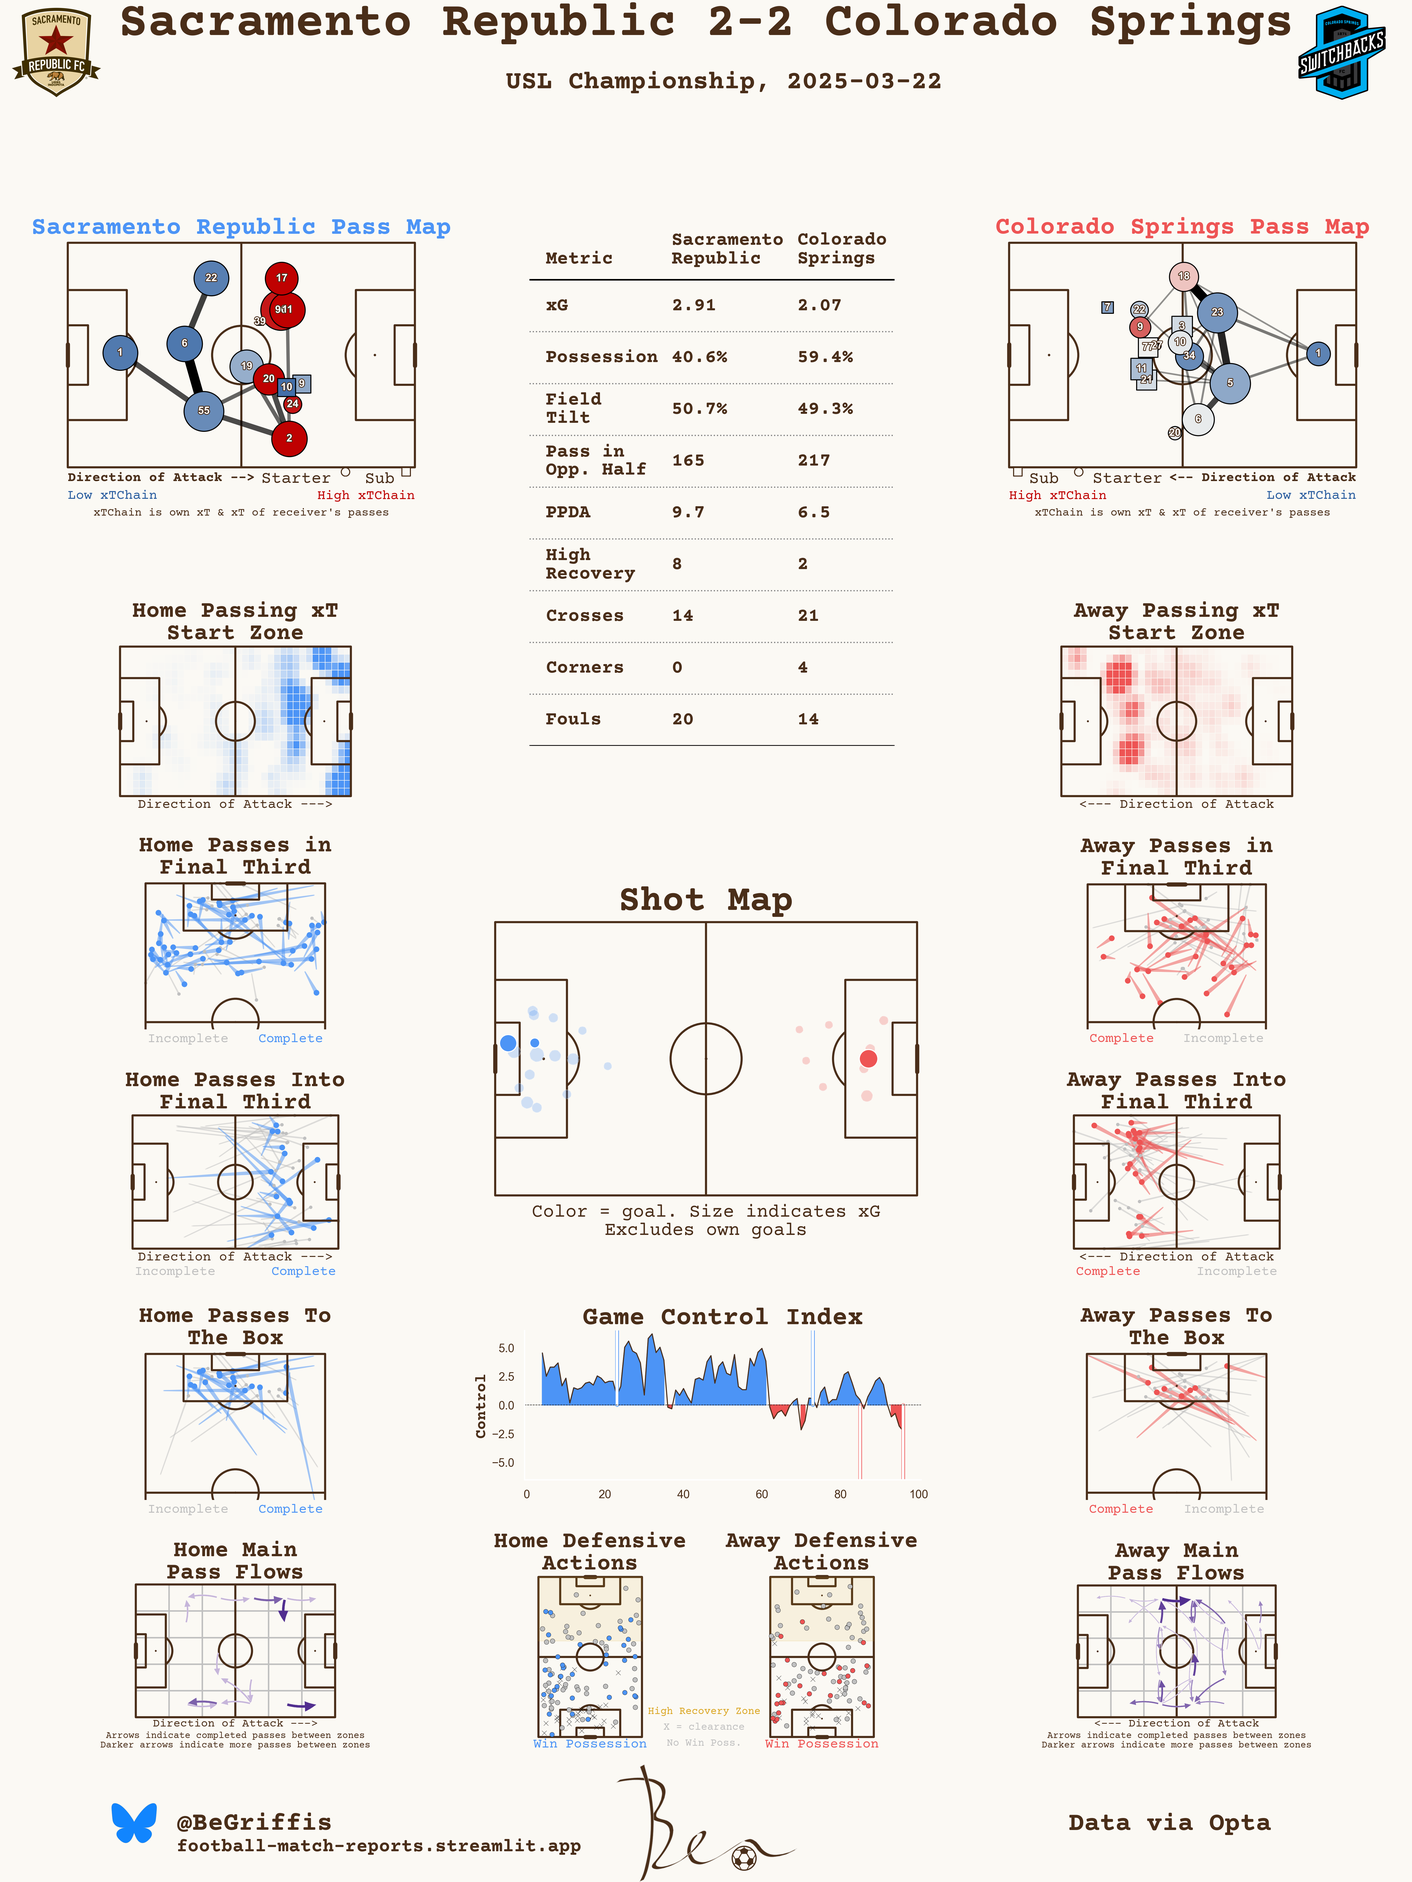 Sacramento Republic 2-2 Colorado Springs
USL Championship, 2025-03-22
SACRAMENTO
REPUBLIC FC
COLORADO SPRINGS
SWITCHBACKS
Sacramento Republic Pass Map
22
17
9
11
39
6
1
19
20
10
9
24
55
2
Direction of Attack --> Starter Sub
Low xTChain High xTChain
xTChain is own xT & xT of receiver's passes
Metric Sacramento Republic Colorado Springs
xG 2.91 2.07
Possession 40.6% 59.4%
Field Tilt 50.7% 49.3%
Pass in Opp. Half 165 217
PPDA 9.7 6.5
High Recovery 8 2
Crosses 14 21
Corners 0 4
Fouls 20 14
Colorado Springs Pass Map
18
7
22
23
9
3
10
77
27
34
1
11
21
5
6
20
Sub Starter <-- Direction of Attack
High xTChain Low xTChain
xTChain is own xT & xT of receiver's passes
Home Passing xT
Start Zone
Direction of Attack --->
Away Passing xT
Start Zone
<--- Direction of Attack
Home Passes in
Final Third
Incomplete Complete
Away Passes in
Final Third
Complete Incomplete
Shot Map
Color = goal. Size indicates xG
Excludes own goals
Home Passes Into
Final Third
Direction of Attack --->
Incomplete Complete
Away Passes Into
Final Third
<--- Direction of Attack
Complete Incomplete
Home Passes To
The Box
Incomplete Complete
Game Control Index
Control
5.0
2.5
0.0
−2.5
−5.0
0 20 40 60 80 100
Away Passes To
The Box
Complete Incomplete
Home Main
Pass Flows
Direction of Attack --->
Arrows indicate completed passes between zones
Darker arrows indicate more passes between zones
Home Defensive
Actions
Win Possession
High Recovery Zone
X = clearance
No Win Poss.
Away Defensive
Actions
Win Possession
Away Main
Pass Flows
<--- Direction of Attack
Arrows indicate completed passes between zones
Darker arrows indicate more passes between zones
@BeGriffis
football-match-reports.streamlit.app
Ben
Data via Opta